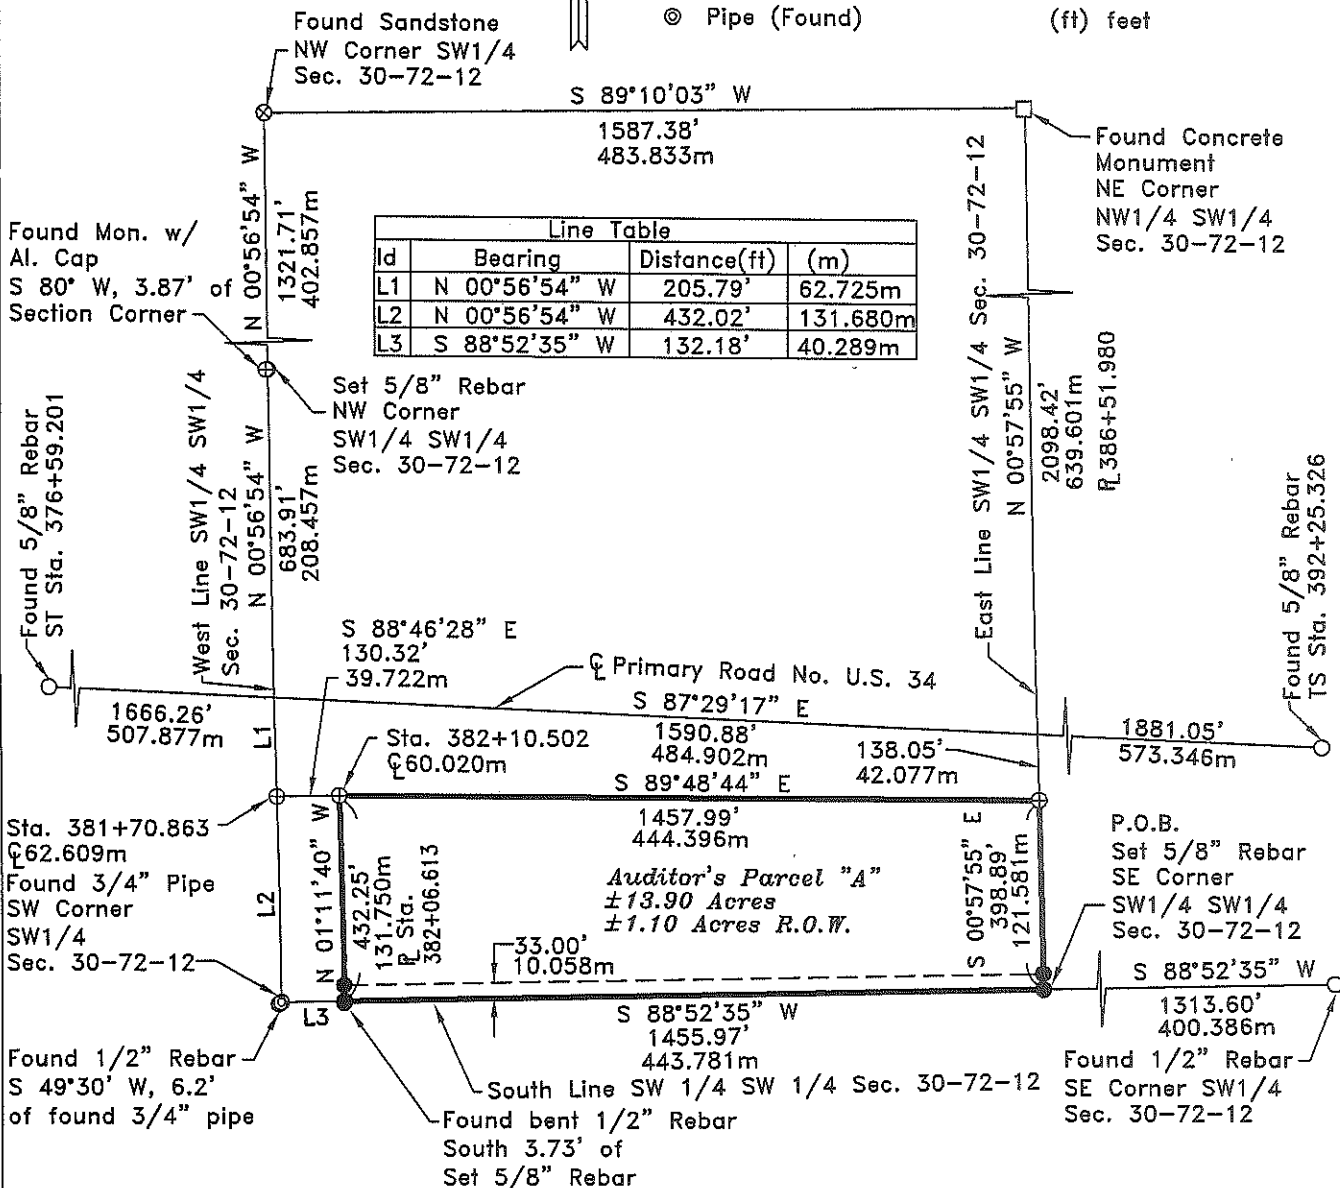 Found Sandstone
NW Corner SW1/4
Sec. 30-72-12
◎ Pipe (Found)
(ft) feet
S 89°10'03" W
1587.38'
483.833m
Found Concrete
Monument
NE Corner
NW1/4 SW1/4
Sec. 30-72-12
N 00°56'54" W
1321.71'
402.857m
Found Mon. w/
Al. Cap
S 80° W, 3.87' of
Section Corner
Line Table
Id Bearing Distance(ft) (m)
L1 N 00°56'54" W 205.79' 62.725m
L2 N 00°56'54" W 432.02' 131.680m
L3 S 88°52'35" W 132.18' 40.289m
Set 5/8" Rebar
NW Corner
SW1/4 SW1/4
Sec. 30-72-12
East Line SW1/4 SW1/4 Sec. 30-72-12
N 00°57'55" W
2098.42'
639.601m
PL 386+51.980
Found 5/8" Rebar
ST Sta. 376+59.201
West Line SW1/4 SW1/4
Sec. 30-72-12
N 00°56'54" W
683.91'
208.457m
Found 5/8" Rebar
TS Sta. 392+25.326
S 88°46'28" E
130.32'
39.722m
CL Primary Road No. U.S. 34
S 87°29'17" E
1590.88'
484.902m
1666.26'
507.877m
1881.05'
573.346m
L1
Sta. 382+10.502
CL60.020m
138.05'
42.077m
S 89°48'44" E
1457.99'
444.396m
Sta. 381+70.863
CL62.609m
Found 3/4" Pipe
SW Corner
SW1/4
Sec. 30-72-12
L2
N 01°11'40" W
432.25'
131.750m
PL Sta.
382+06.613
Auditor's Parcel "A"
±13.90 Acres
±1.10 Acres R.O.W.
S 00°57'55" E
398.89'
121.581m
P.O.B.
Set 5/8" Rebar
SE Corner
SW1/4 SW1/4
Sec. 30-72-12
33.00'
10.058m
S 88°52'35" W
1313.60'
400.386m
L3
S 88°52'35" W
1455.97'
443.781m
Found 1/2" Rebar
S 49°30' W, 6.2'
of found 3/4" pipe
South Line SW 1/4 SW 1/4 Sec. 30-72-12
Found 1/2" Rebar
SE Corner SW1/4
Sec. 30-72-12
Found bent 1/2" Rebar
South 3.73' of
Set 5/8" Rebar